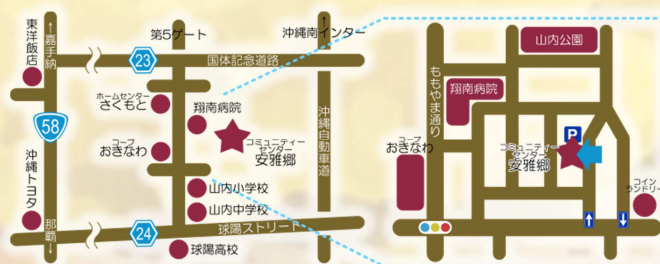 東洋飯店
←嘉手納
第5ゲート
沖縄南インター
23
国体記念道路
ホームセンター
さくもと
翔南病院
58
コープ
おきなわ
コミュニティー
センター
安雅郷
沖縄自動車道
沖縄トヨタ
山内小学校
山内中学校
那覇→
24
球陽ストリート
球陽高校
山内公園
ももやま通り
翔南病院
P
コープ
おきなわ
コミュニティー
センター
安雅郷
コイン
ランドリー